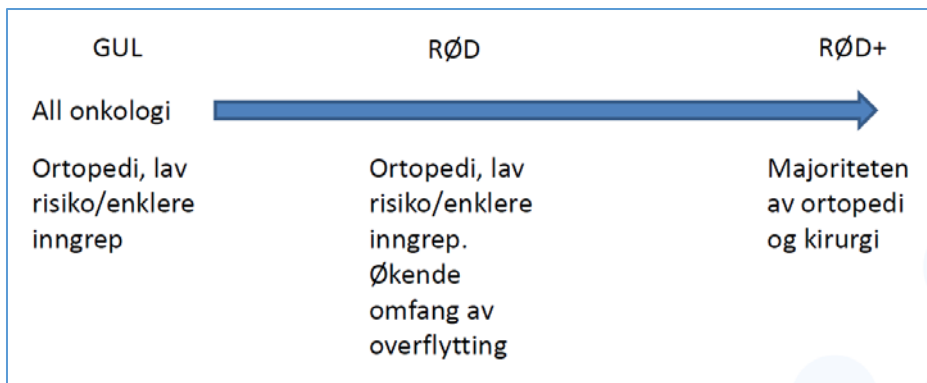 GUL
RØD
RØD+
All onkologi
Ortopedi, lav
risiko/enklere
inngrep
Ortopedi, lav
risiko/enklere
inngrep.
Økende
omfang av
overflytting
Majoriteten
av ortopedi
og kirurgi